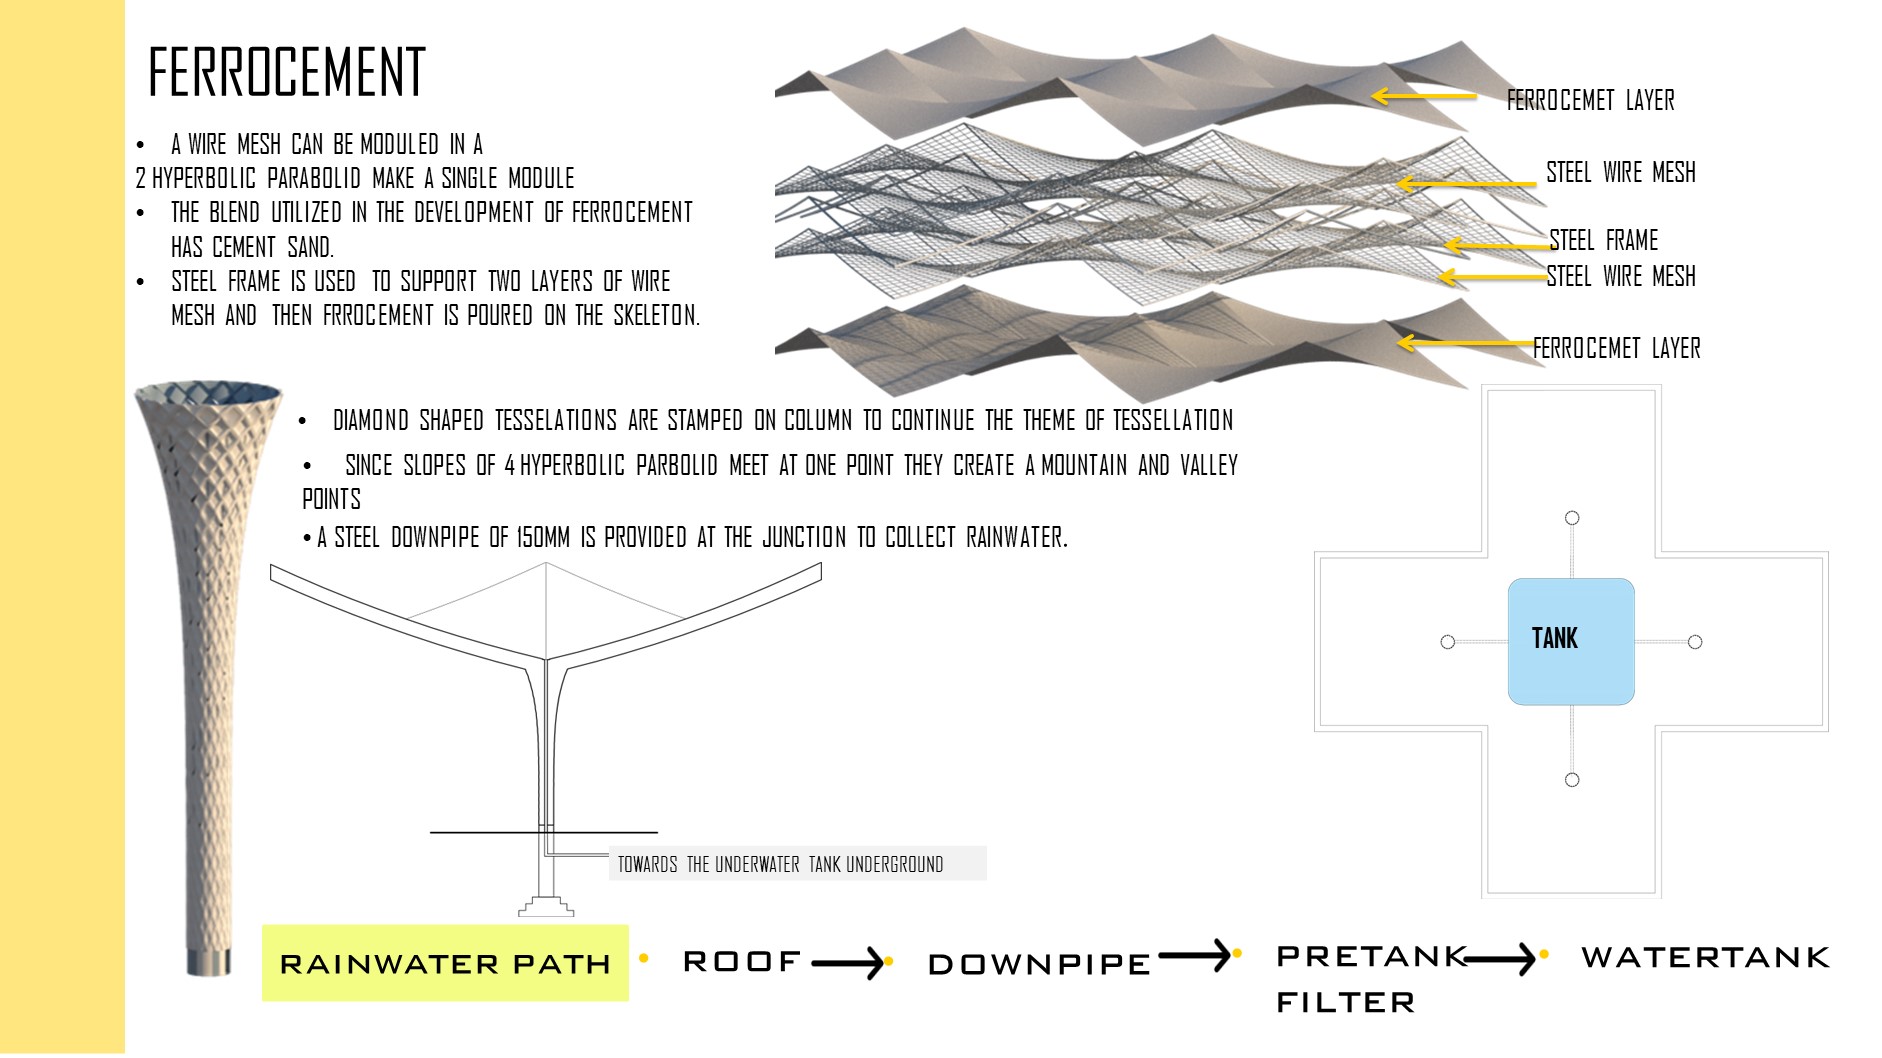 FERROCEMENT
• A WIRE MESH CAN BE MODULED IN A
2 HYPERBOLIC PARABOLID MAKE A SINGLE MODULE
• THE BLEND UTILIZED IN THE DEVELOPMENT OF FERROCEMENT
HAS CEMENT SAND.
• STEEL FRAME IS USED TO SUPPORT TWO LAYERS OF WIRE
MESH AND THEN FRROCEMENT IS POURED ON THE SKELETON.
FERROCEMET LAYER
STEEL WIRE MESH
STEEL FRAME
STEEL WIRE MESH
FERROCEMET LAYER
• DIAMOND SHAPED TESSELATIONS ARE STAMPED ON COLUMN TO CONTINUE THE THEME OF TESSELLATION
• SINCE SLOPES OF 4 HYPERBOLIC PARBOLID MEET AT ONE POINT THEY CREATE A MOUNTAIN AND VALLEY
POINTS
• A STEEL DOWNPIPE OF 150MM IS PROVIDED AT THE JUNCTION TO COLLECT RAINWATER.
TANK
TOWARDS THE UNDERWATER TANK UNDERGROUND
RAINWATER PATH • ROOF • DOWNPIPE • PRETANK • WATERTANK
FILTER